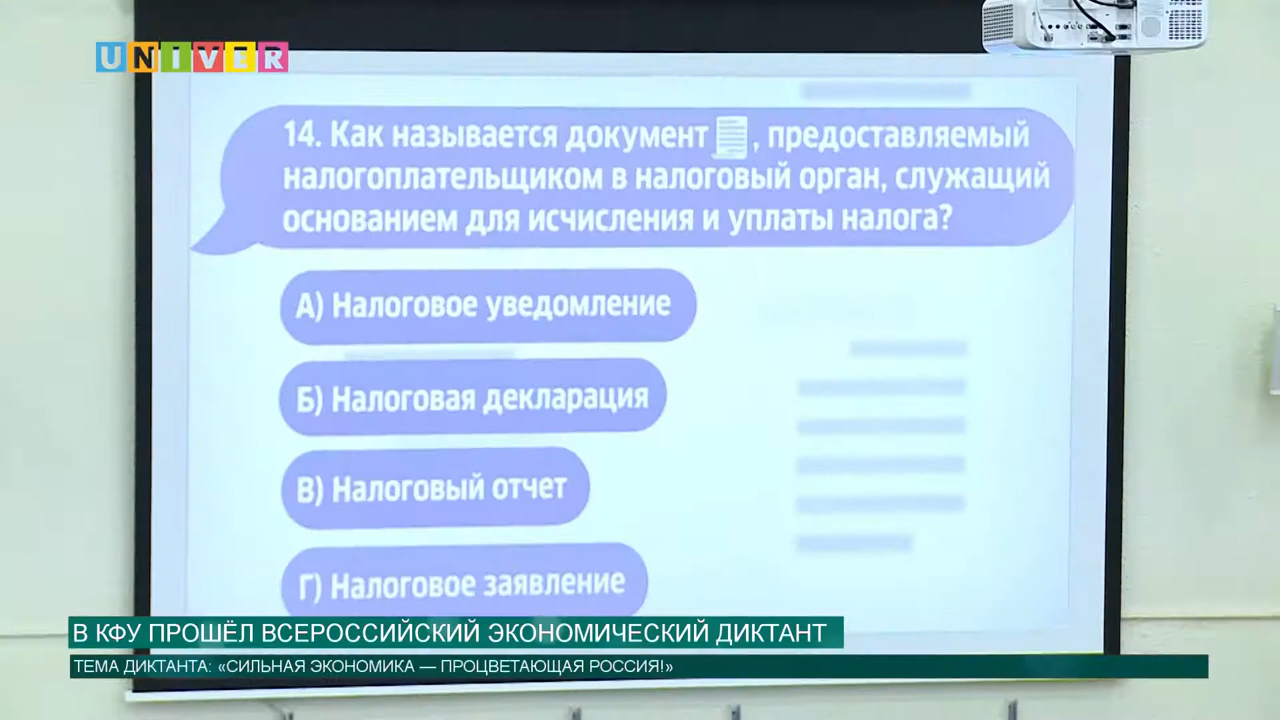 UNIVER
14. Как называется документ , предоставляемый
налогоплательщиком в налоговый орган, служащий
основанием для исчисления и уплаты налога?
А) Налоговое уведомление
Б) Налоговая декларация
В) Налоговый отчет
Г) Налоговое заявление
В КФУ ПРОШЁЛ ВСЕРОССИЙСКИЙ ЭКОНОМИЧЕСКИЙ ДИКТАНТ
ТЕМА ДИКТАНТА: «СИЛЬНАЯ ЭКОНОМИКА — ПРОЦВЕТАЮЩАЯ РОССИЯ!»